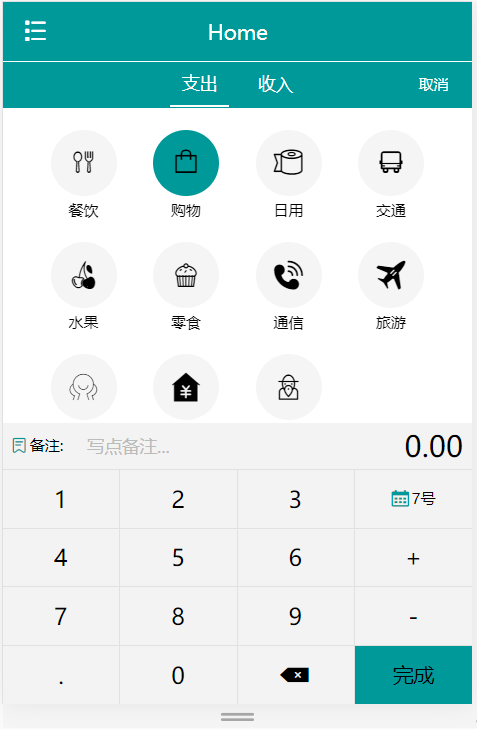 Home
支出 收入 取消
餐饮 购物 日用 交通
水果 零食 通信 旅游
¥
备注: 写点备注... 0.00
1 2 3 7号
4 5 6 +
7 8 9 -
. 0 完成